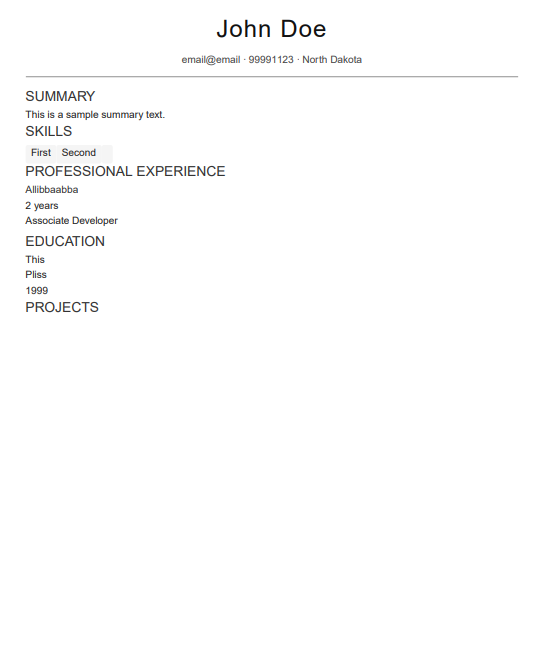 John Doe
email@email · 99991123 · North Dakota
SUMMARY
This is a sample summary text.
SKILLS
First Second
PROFESSIONAL EXPERIENCE
Allibbaabba
2 years
Associate Developer
EDUCATION
This
Pliss
1999
PROJECTS